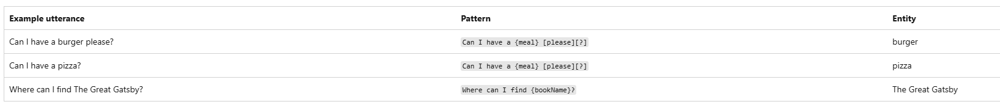 Example utterance Pattern Entity
Can I have a burger please? Can I have a {meal} [please][?] burger
Can I have a pizza? Can I have a {meal} [please][?] pizza
Where can I find The Great Gatsby? Where can I find {bookName}? The Great Gatsby